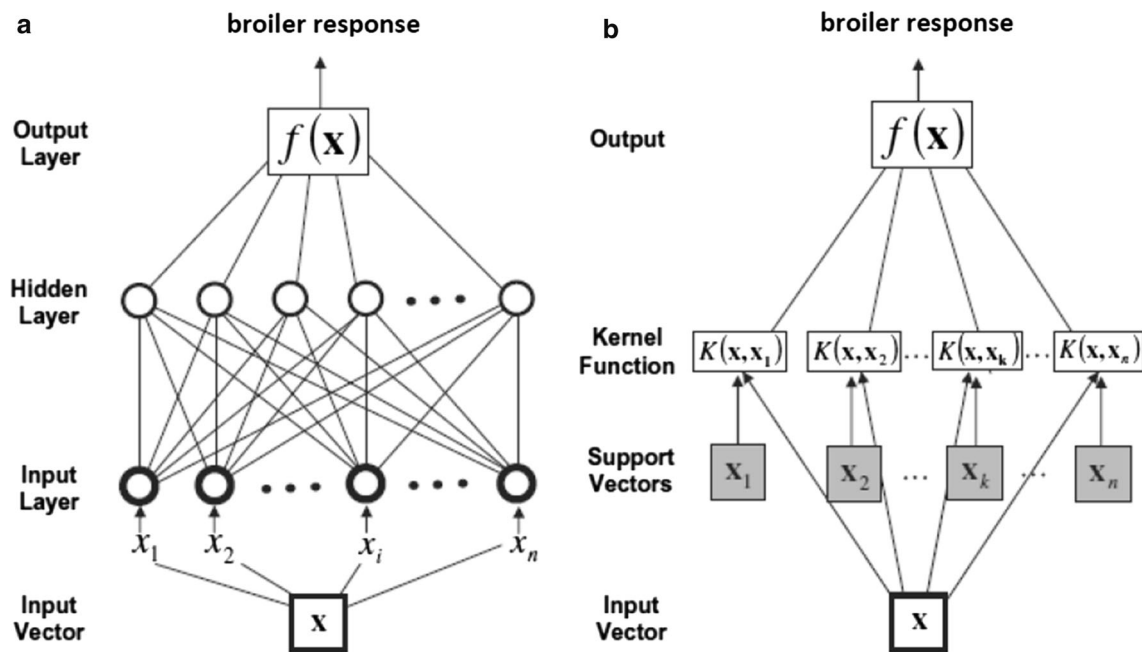 a
broiler response
Output
Layer
f(x)
Hidden
Layer
Input
Layer
x1 x2 xi xn
Input
Vector
x
b
broiler response
Output
f(x)
Kernel
Function
K(x,x1) K(x,x2) ... K(x,xk) ... K(x,xn)
Support
Vectors
x1 x2 ... xk ... xn
Input
Vector
x